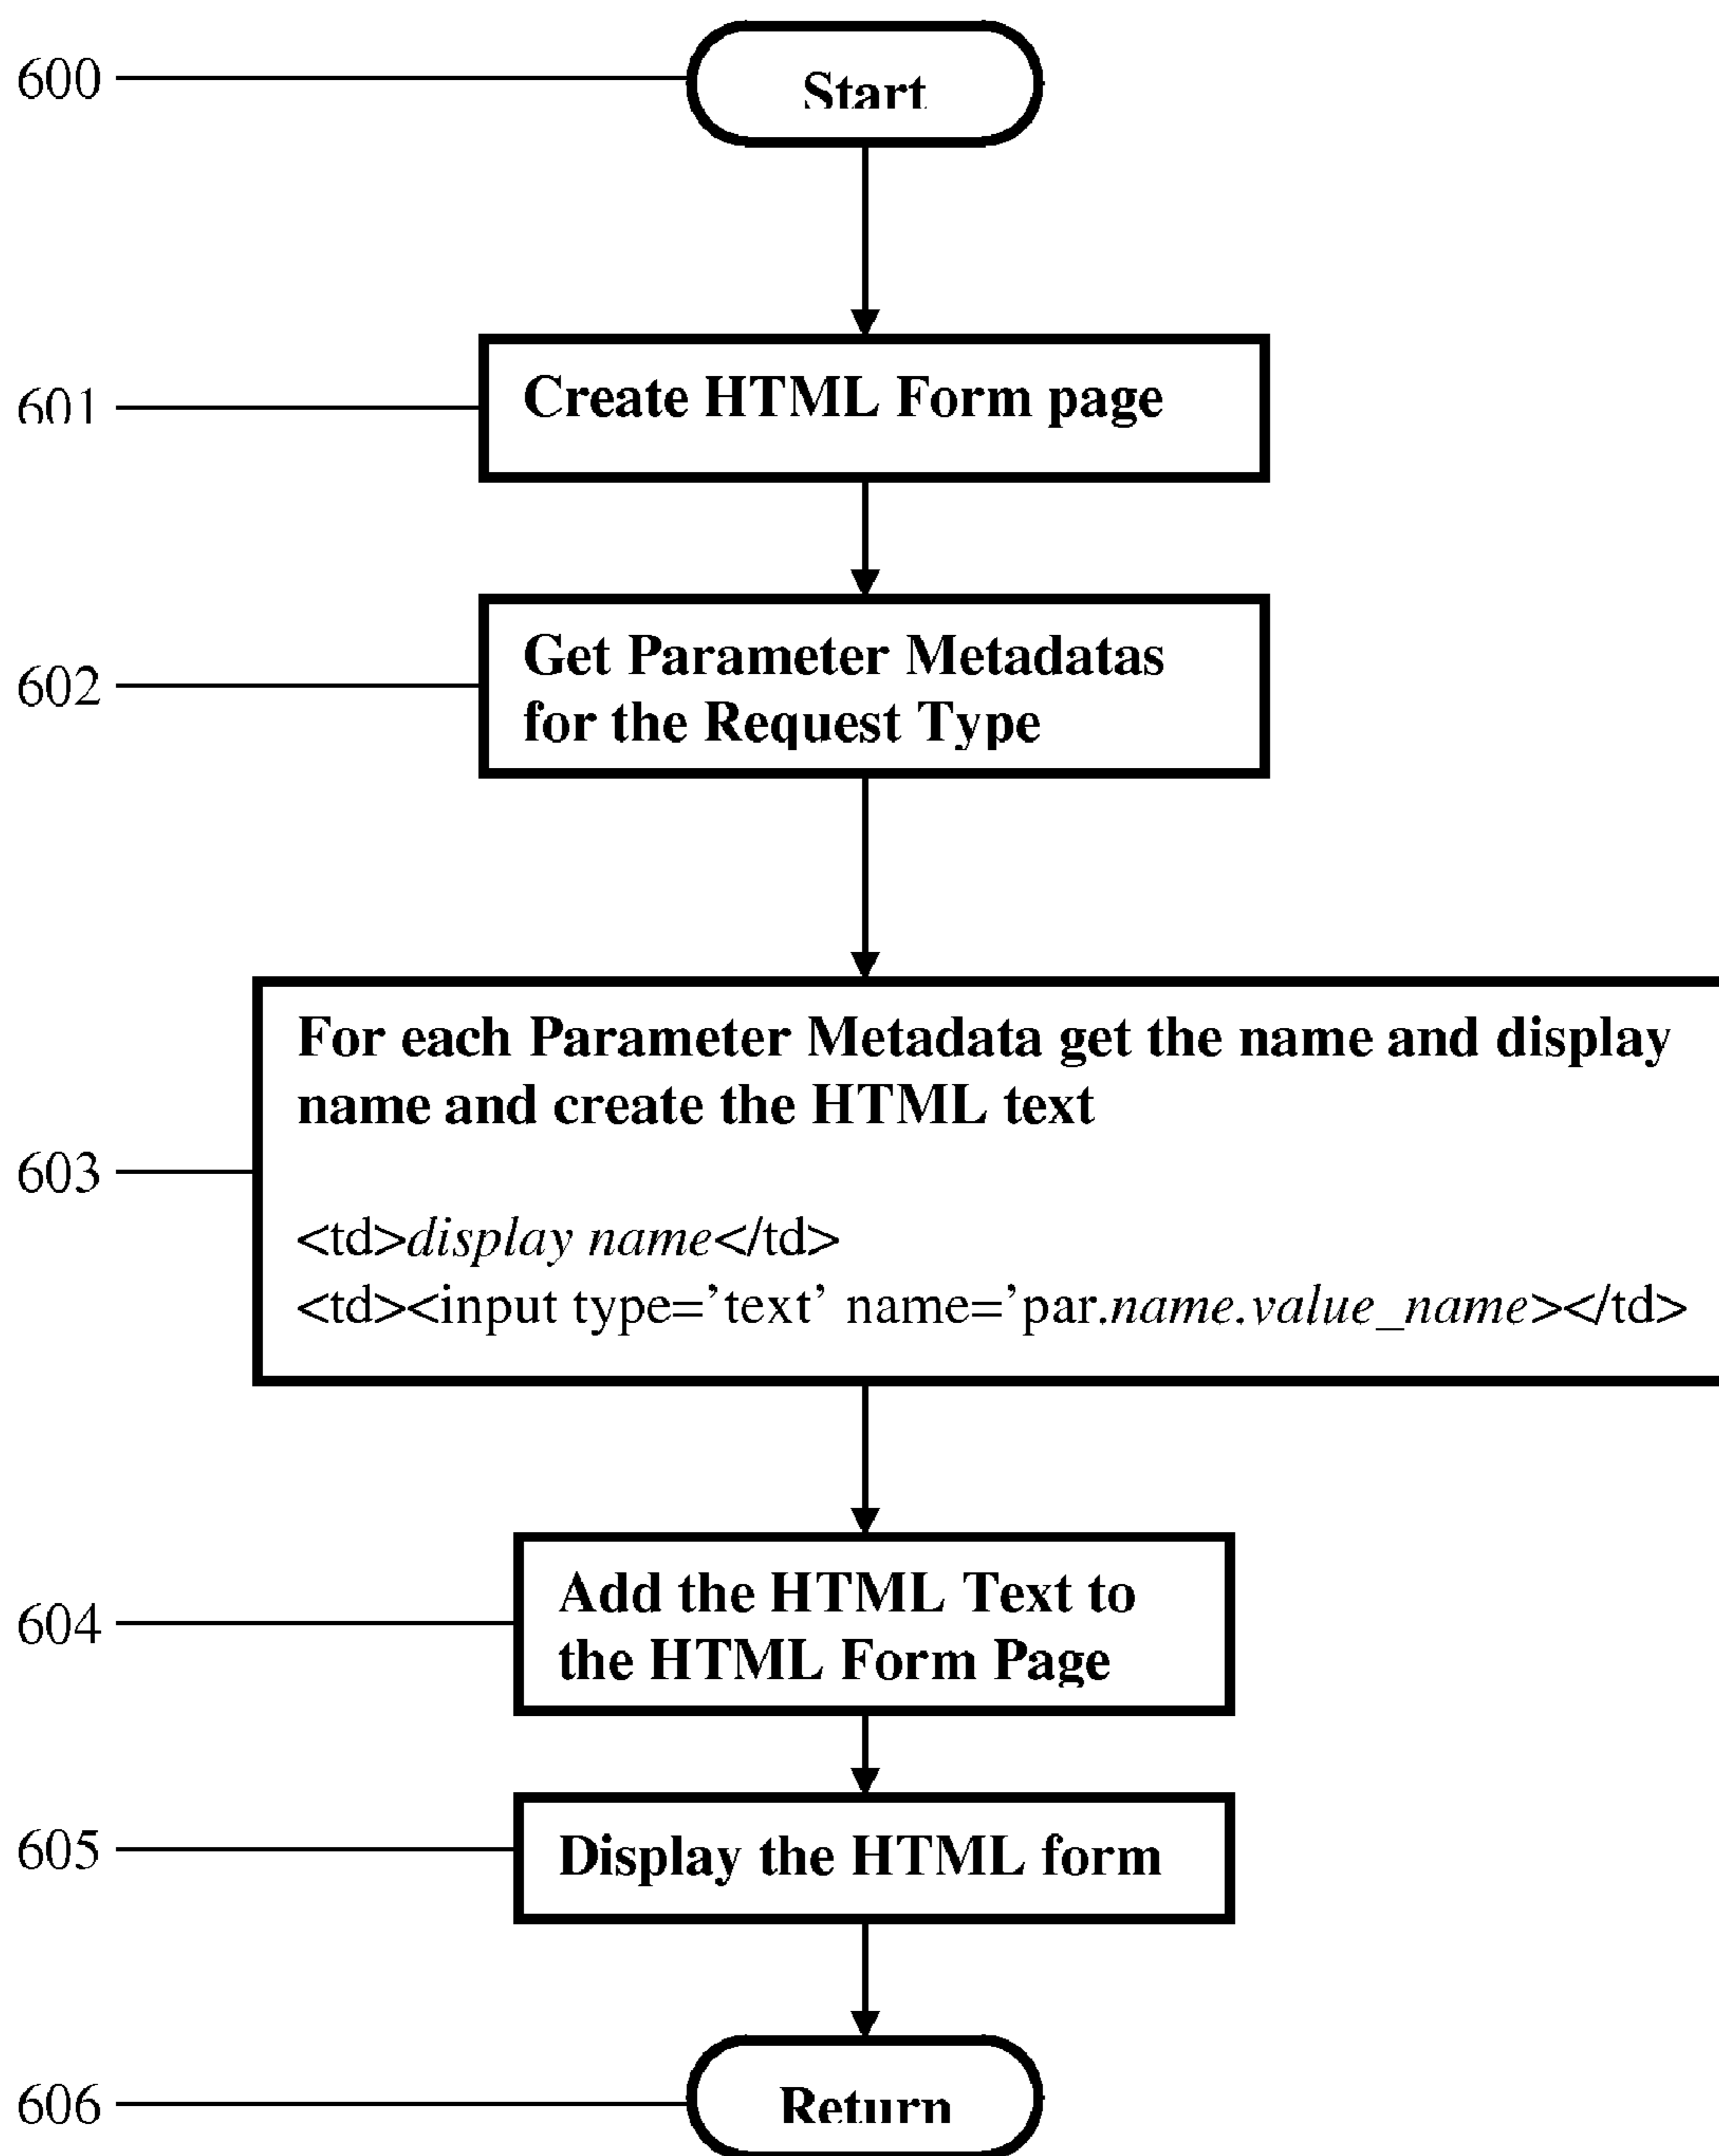 600
Start
601
Create HTML Form page
602
Get Parameter Metadatas
for the Request Type
603
For each Parameter Metadata get the name and display
name and create the HTML text
<td>display name</td>
<td><input type=’text’ name=’par.name.value_name></td>
604
Add the HTML Text to
the HTML Form Page
605
Display the HTML form
606
Return